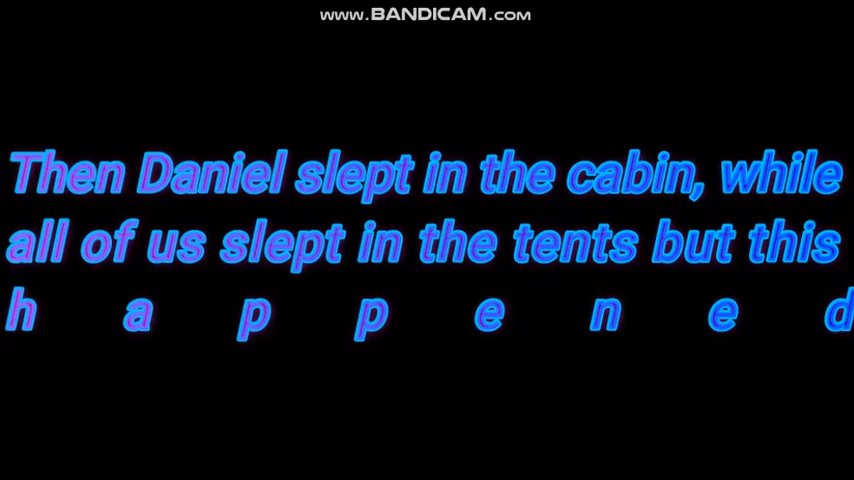 www.BANDICAM.com
Then Daniel slept in the cabin, while
all of us slept in the tents but this
h a p p e n e d